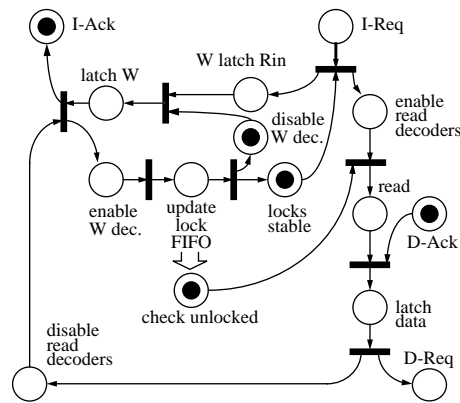 I-Ack
I-Req
latch W
W latch Rin
disable
W dec.
enable
read
decoders
enable
W dec.
update
lock
FIFO
locks
stable
read
D-Ack
check unlocked
latch
data
disable
read
decoders
D-Req